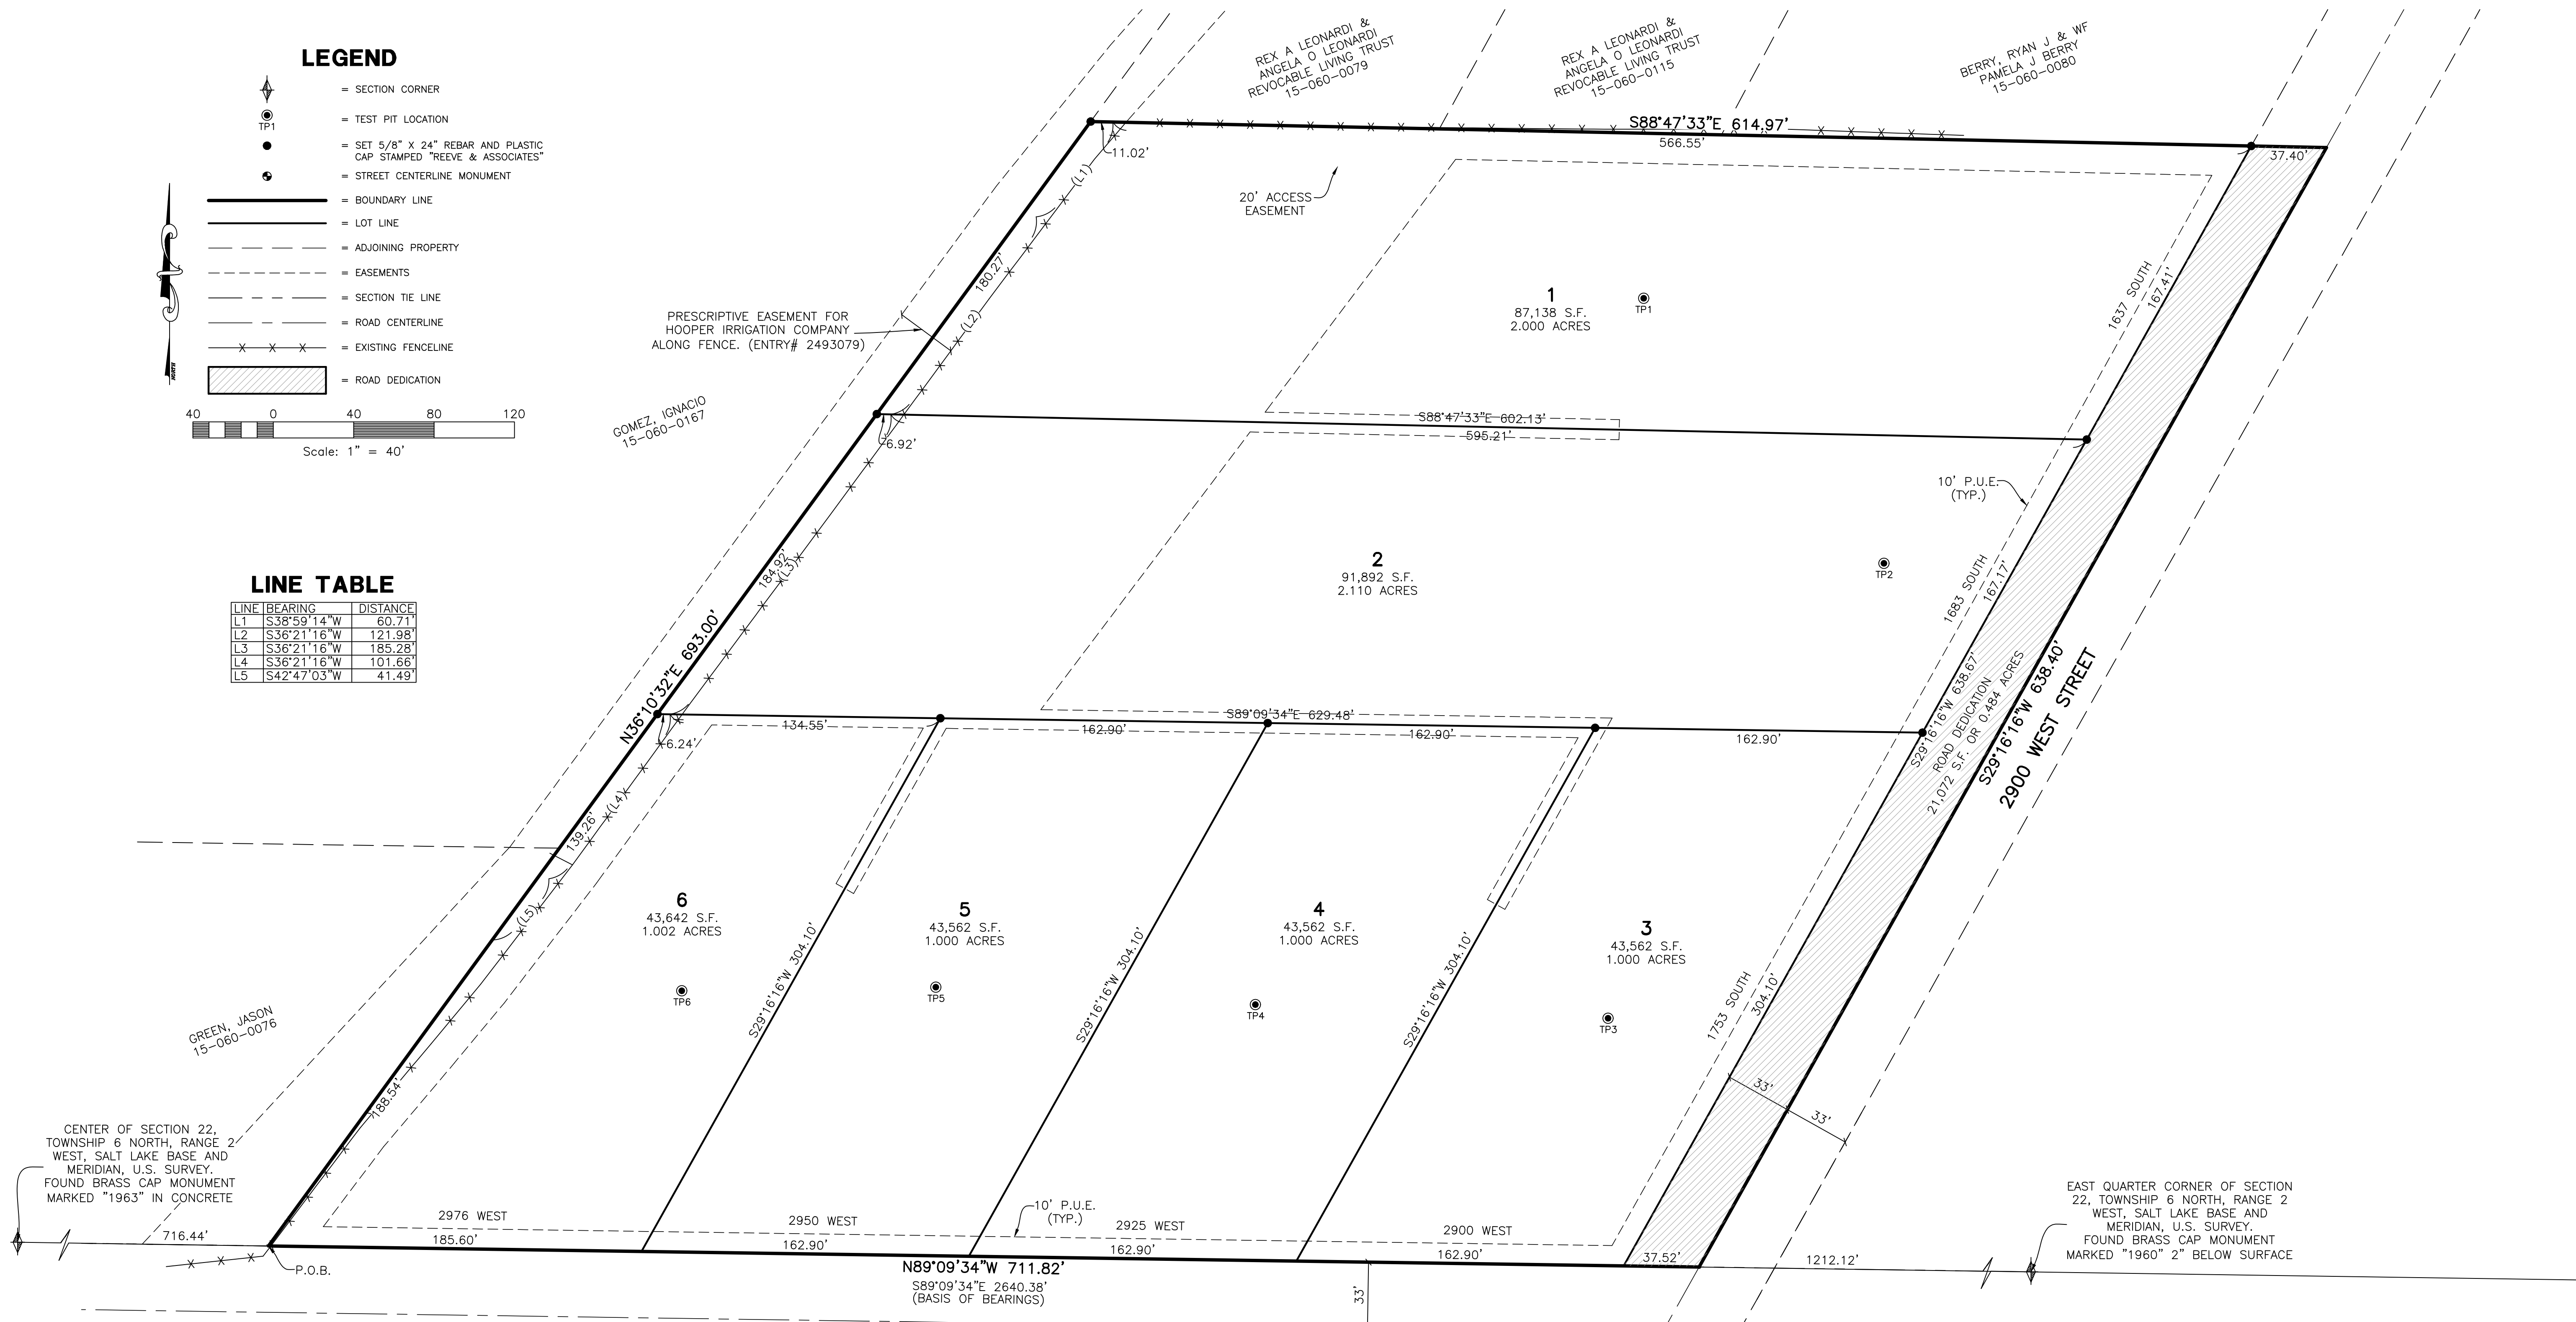 LEGEND
= SECTION CORNER
TP1
= TEST PIT LOCATION
= SET 5/8" X 24" REBAR AND PLASTIC
CAP STAMPED "REEVE & ASSOCIATES"
= STREET CENTERLINE MONUMENT
= BOUNDARY LINE
= LOT LINE
= ADJOINING PROPERTY
= EASEMENTS
= SECTION TIE LINE
= ROAD CENTERLINE
X X X
= EXISTING FENCELINE
= ROAD DEDICATION
NORTH
40 0 40 80 120
Scale: 1" = 40'
LINE TABLE
LINE BEARING DISTANCE
L1 S38°59'14"W 60.71'
L2 S36°21'16"W 121.98'
L3 S36°21'16"W 185.28'
L4 S36°21'16"W 101.66'
L5 S42°47'03"W 41.49'
REX A LEONARDI &
ANGELA O LEONARDI
REVOCABLE LIVING TRUST
15-060-0079
REX A LEONARDI &
ANGELA O LEONARDI
REVOCABLE LIVING TRUST
15-060-0115
BERRY, RYAN J & WF
PAMELA J BERRY
15-060-0080
S88°47'33"E 614.97'
566.55'
37.40'
11.02'
(L1)
20' ACCESS
EASEMENT
180.27'
(L2)
PRESCRIPTIVE EASEMENT FOR
HOOPER IRRIGATION COMPANY
ALONG FENCE. (ENTRY# 2493079)
1
87,138 S.F.
2.000 ACRES
TP1
1637 SOUTH
167.41'
GOMEZ, IGNACIO
15-060-0167
S88°47'33"E 602.13'
595.21'
6.92'
10' P.U.E.
(TYP.)
184.92'
(L3)
2
91,892 S.F.
2.110 ACRES
TP2
1683 SOUTH
167.17'
N36°10'32"E 693.00'
S29°16'16"W 638.67'
ROAD DEDICATION
21,072 S.F. OR 0.484 ACRES
S29°16'16"W 638.40'
2900 WEST STREET
S89°09'34"E 629.48'
134.55'
162.90'
162.90'
162.90'
6.24'
139.26'
(L4)
(L5)
6
43,642 S.F.
1.002 ACRES
TP6
S29°16'16"W 304.10'
5
43,562 S.F.
1.000 ACRES
TP5
S29°16'16"W 304.10'
4
43,562 S.F.
1.000 ACRES
TP4
S29°16'16"W 304.10'
3
43,562 S.F.
1.000 ACRES
TP3
1753 SOUTH
304.10'
33'
33'
GREEN, JASON
15-060-0076
188.54'
CENTER OF SECTION 22,
TOWNSHIP 6 NORTH, RANGE 2
WEST, SALT LAKE BASE AND
MERIDIAN, U.S. SURVEY.
FOUND BRASS CAP MONUMENT
MARKED "1963" IN CONCRETE
716.44'
P.O.B.
2976 WEST
185.60'
2950 WEST
162.90'
10' P.U.E.
(TYP.)
2925 WEST
162.90'
2900 WEST
162.90'
37.52'
1212.12'
N89°09'34"W 711.82'
S89°09'34"E 2640.38'
(BASIS OF BEARINGS)
33'
EAST QUARTER CORNER OF SECTION
22, TOWNSHIP 6 NORTH, RANGE 2
WEST, SALT LAKE BASE AND
MERIDIAN, U.S. SURVEY.
FOUND BRASS CAP MONUMENT
MARKED "1960" 2" BELOW SURFACE